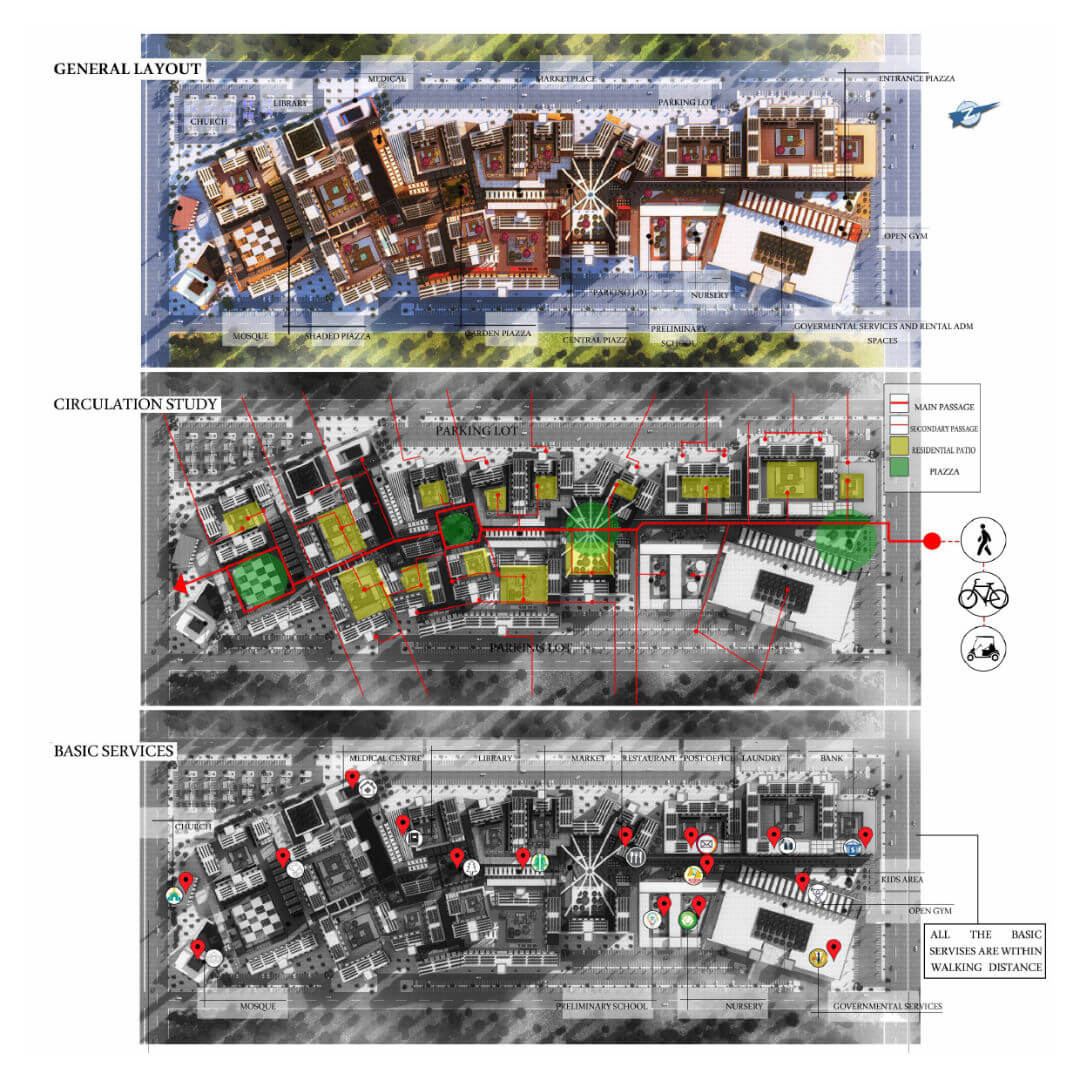 GENERAL LAYOUT
MEDICAL
MARKETPLACE
ENTRANCE PIAZZA
LIBRARY
PARKING LOT
CHURCH
OPEN GYM
PARKING LOT
NURSERY
MOSQUE
SHADED PIAZZA
GARDEN PIAZZA
CENTRAL PIAZZA
PRELIMINARY
SCHOOL
GOVERMENTAL SERVICES AND RENTAL ADM
SPACES
CIRCULATION STUDY
MAIN PASSAGE
SECONDARY PASSAGE
RESIDENTIAL PATIO
PIAZZA
PARKING LOT
PARKING LOT
BASIC SERVICES
MEDICAL CENTRE
LIBRARY
MARKET
RESTAURANT
POST OFFICE
LAUNDRY
BANK
CHURCH
KIDS AREA
OPEN GYM
ALL THE BASIC
SERVISES ARE WITHIN
WALKING DISTANCE
MOSQUE
PRELIMINARY SCHOOL
NURSERY
GOVERNMENTAL SERVICES